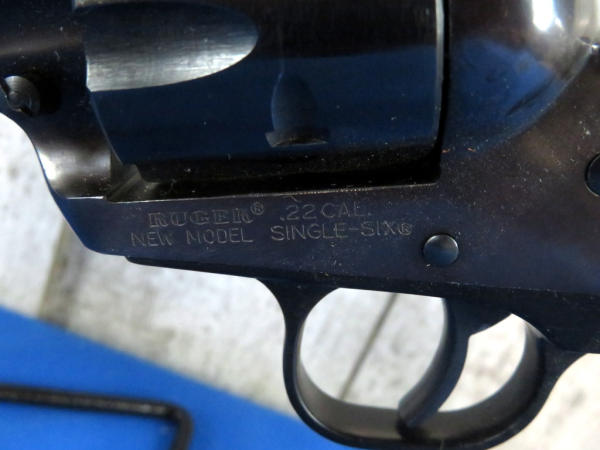 RUGER® .22 CAL.
NEW MODEL SINGLE-SIX®